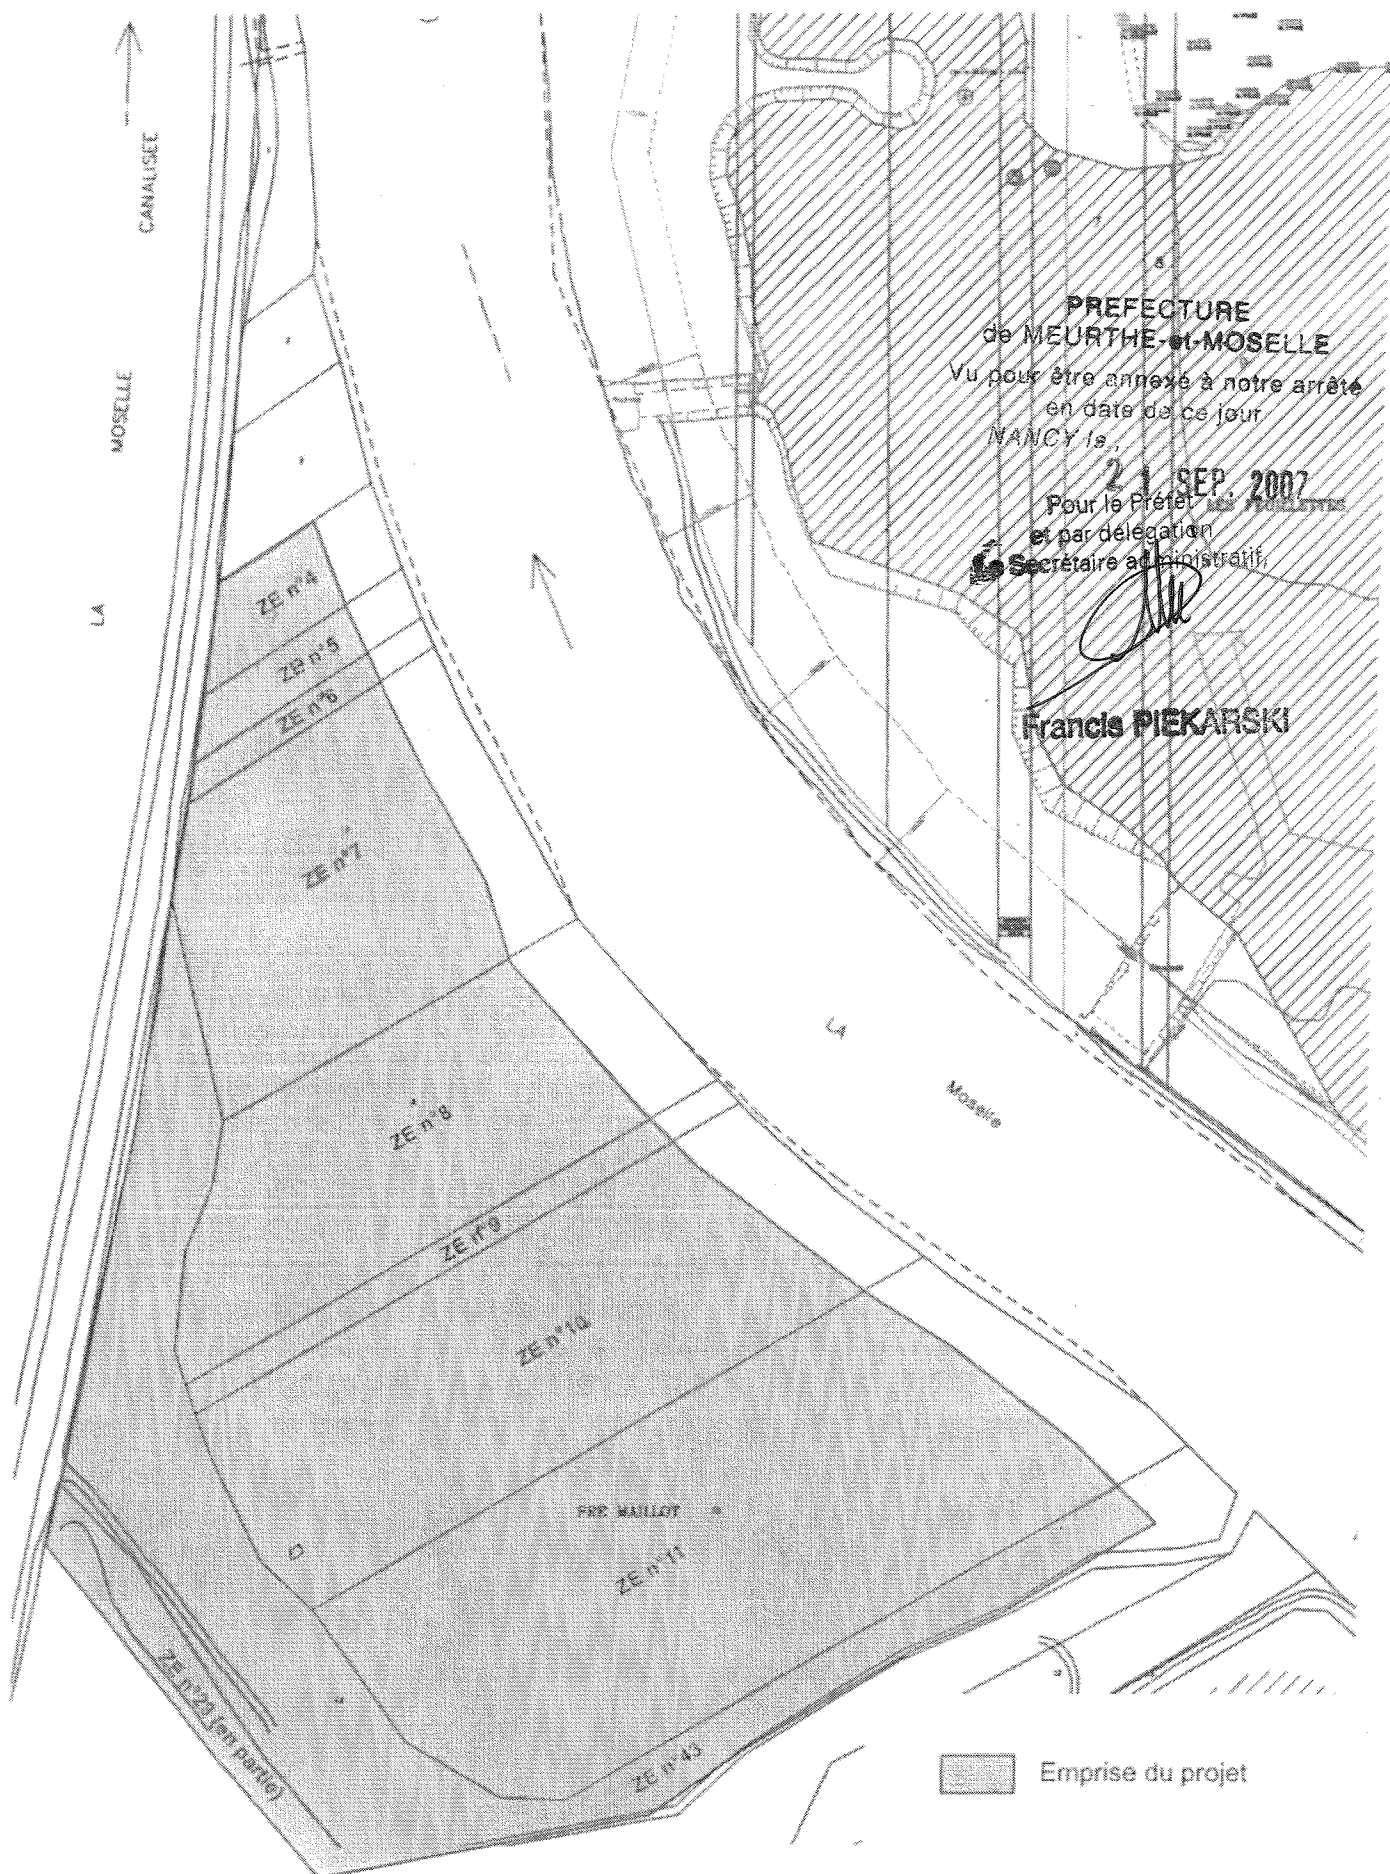 CANALISEE
MOSELLE
LA
PREFECTURE
de MEURTHE-et-MOSELLE
Vu pour être annexé à notre arrêté
en date de ce jour
NANCY le,
21 SEP. 2007
Pour le Préfet
et par délégation
Le Secrétaire administratif,
Francis PIEKARSKI
ZE n°4
ZE n°5
ZE n°6
ZE n°7
ZE n°8
ZE n°9
ZE n°10
PRE MAILLOT
ZE n°11
ZE n°21 (en partie)
ZE n°43
LA
Moselle
Emprise du projet